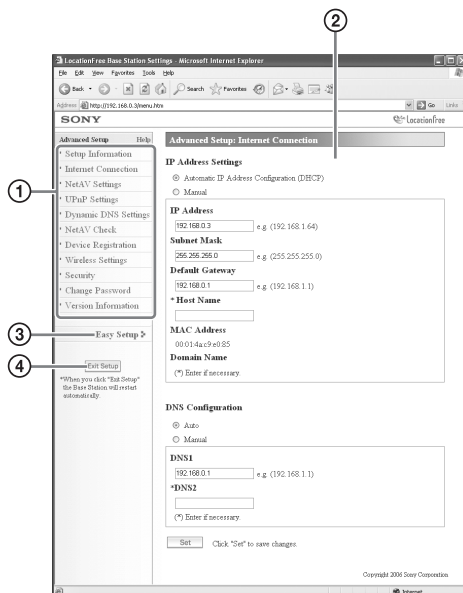 2
LocationFree Base Station Settings - Microsoft Internet Explorer
File Edit View Favorites Tools Help
Back Search Favorites
Address http://192.168.0.3/menu.htm Go Links
SONY LocationFree
Advanced Setup Help
Setup Information
Internet Connection
NetAV Settings
UPnP Settings
Dynamic DNS Settings
NetAV Check
Device Registration
Wireless Settings
Security
Change Password
Version Information
1
3
Easy Setup
4
Exit Setup
*When you click "Exit Setup"
the Base Station will restart
automatically.
Advanced Setup: Internet Connection
IP Address Settings
Automatic IP Address Configuration (DHCP)
Manual
IP Address
192.168.0.3 e.g. (192.168.1.64)
Subnet Mask
255.255.255.0 e.g. (255.255.255.0)
Default Gateway
192.168.0.1 e.g. (192.168.1.1)
* Host Name
MAC Address
00:01:4a:c9:e0:85
Domain Name
(*) Enter if necessary.
DNS Configuration
Auto
Manual
DNS1
192.168.0.1 e.g. (192.168.1.1)
*DNS2
(*) Enter if necessary.
Set Click "Set" to save changes.
Copyright 2006 Sony Corporation
Internet